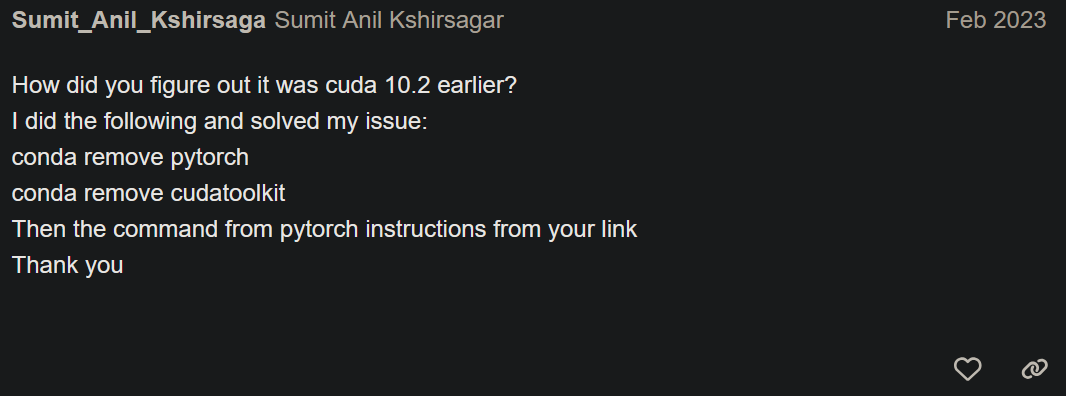 Sumit_Anil_Kshirsaga Sumit Anil Kshirsagar Feb 2023
How did you figure out it was cuda 10.2 earlier?
I did the following and solved my issue:
conda remove pytorch
conda remove cudatoolkit
Then the command from pytorch instructions from your link
Thank you